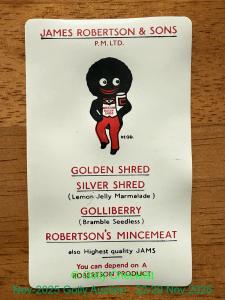 JAMES ROBERTSON & SONS
P.M. LTD.
REGD.
GOLDEN SHRED
SILVER SHRED
(Lemon Jelly Marmalade)
GOLLIBERRY
(Bramble Seedless)
ROBERTSON'S MINCEMEAT
also Highest quality JAMS
You can depend on A
ROBERTSON PRODUCT